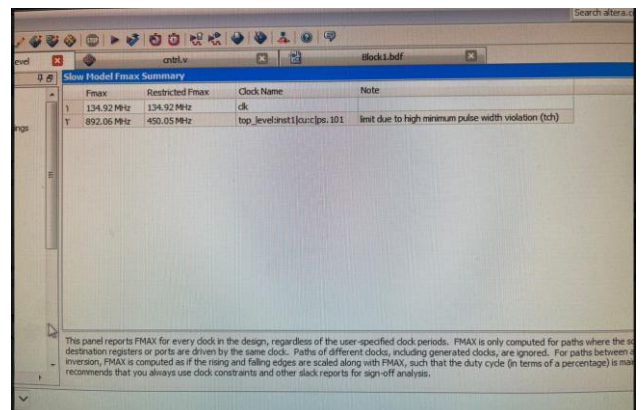 Search altera.c
evel
cntrl.v
Block1.bdf
Slow Model Fmax Summary
Fmax Restricted Fmax Clock Name Note
١ 134.92 MHz 134.92 MHz clk
٢ 892.06 MHz 450.05 MHz top_level:inst1|cu:c|ps.101 limit due to high minimum pulse width violation (tch)
ngs
This panel reports FMAX for every clock in the design, regardless of the user-specified clock periods. FMAX is only computed for paths where the so
destination registers or ports are driven by the same clock. Paths of different clocks, including generated clocks, are ignored. For paths between a
inversion, FMAX is computed as if the rising and falling edges are scaled along with FMAX, such that the duty cycle (in terms of a percentage) is mai
recommends that you always use clock constraints and other slack reports for sign-off analysis.